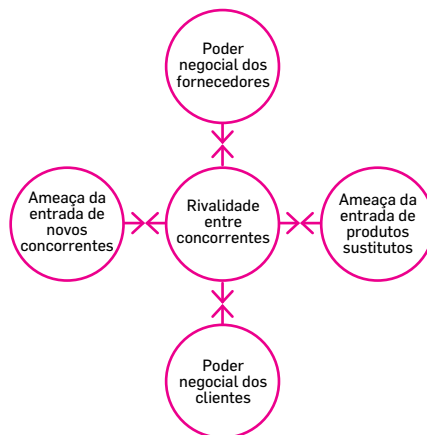 Poder
negocial dos
fornecedores
Ameaça da
entrada de
novos
concorrentes
Rivalidade
entre
concorrentes
Ameaça da
entrada de
produtos
sustitutos
Poder
negocial dos
clientes